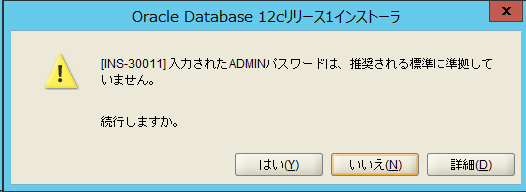 Oracle Database 12cリリース1インストーラ
x
[INS-30011] 入力されたADMINパスワードは、推奨される標準に準拠して
いません。
続行しますか。
はい(Y) いいえ(N) 詳細(D)